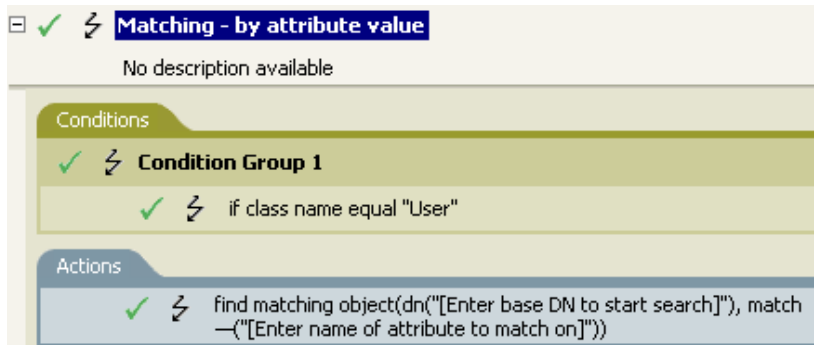 Matching - by attribute value
No description available
Conditions
Condition Group 1
if class name equal "User"
Actions
find matching object(dn("[Enter base DN to start search]"), match
—("[Enter name of attribute to match on]"))